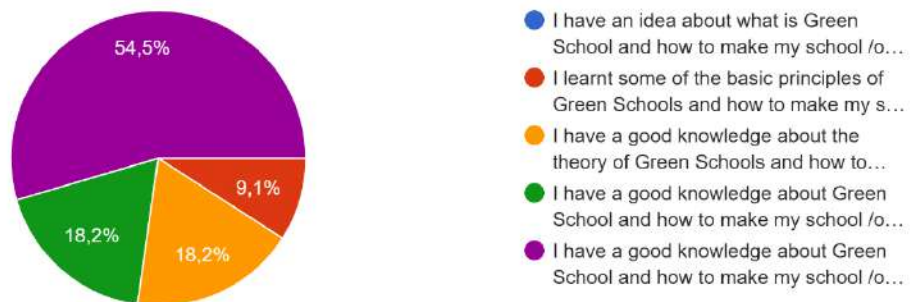 54,5%
9,1%
18,2%
18,2%
I have an idea about what is Green
School and how to make my school /o…
I learnt some of the basic principles of
Green Schools and how to make my s…
I have a good knowledge about the
theory of Green Schools and how to…
I have a good knowledge about Green
School and how to make my school /o…
I have a good knowledge about Green
School and how to make my school /o…